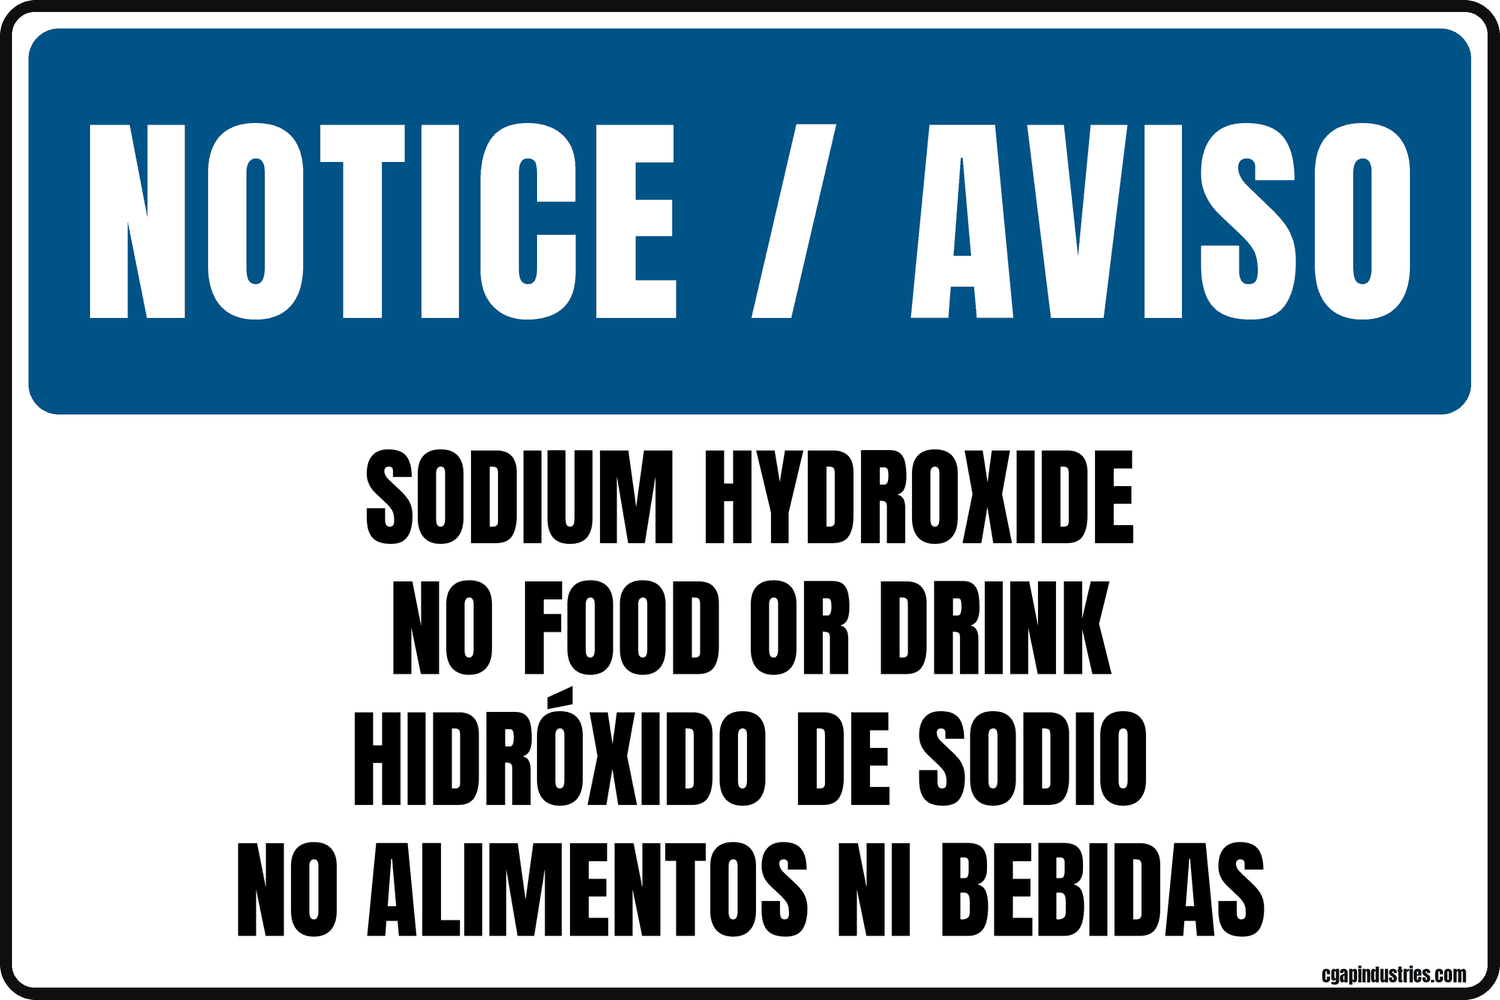 NOTICE / AVISO
SODIUM HYDROXIDE
NO FOOD OR DRINK
HIDRÓXIDO DE SODIO
NO ALIMENTOS NI BEBIDAS
cgapindustries.com